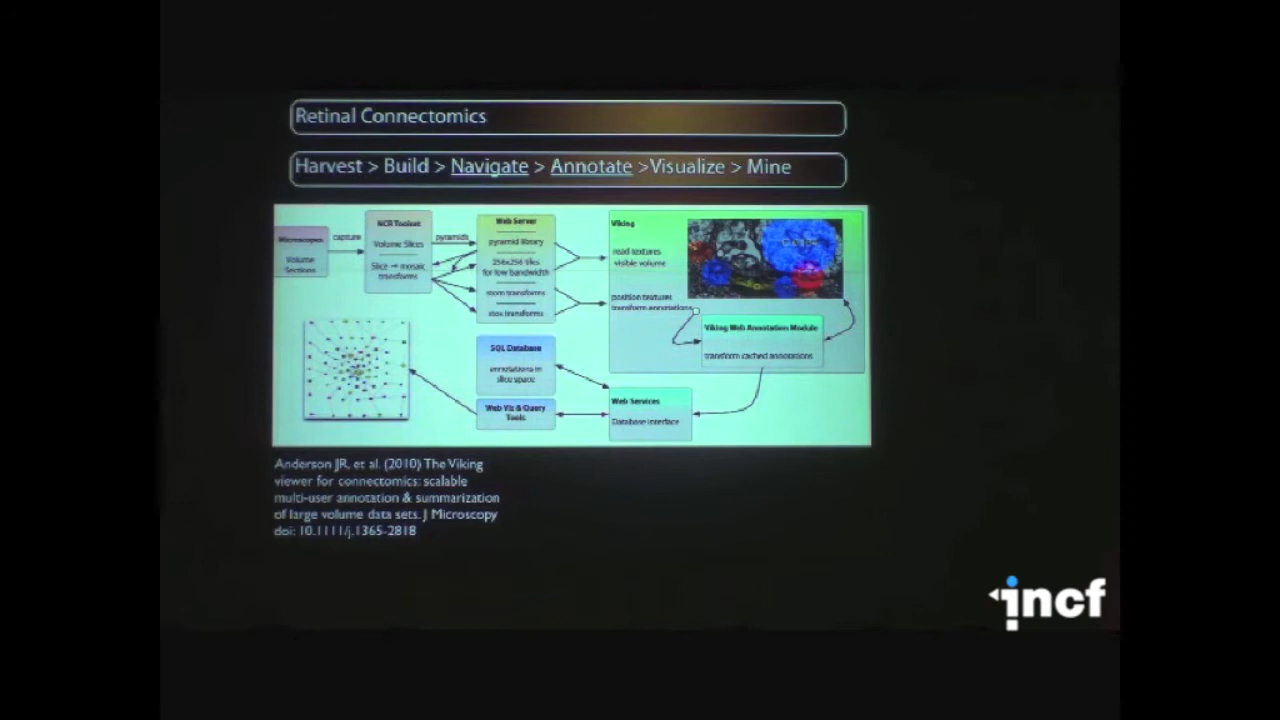 Retinal Connectomics
Harvest > Build > Navigate > Annotate >Visualize > Mine
Microscopes
Volume
Sections
capture
NCR Toolset
Volume Slices
Slice → mosaic
transforms
pyramids
Web Server
pyramid library
256x256 tiles
for low bandwidth
stom transforms
stos transforms
Viking
read textures
visible volume
position textures
transform annotations
Viking Web Annotation Module
transform cached annotations
SQL Database
annotations in
slice space
Web Viz & Query
Tools
Web Services
Database interface
Anderson JR, et al. (2010) The Viking
viewer for connectomics: scalable
multi-user annotation & summarization
of large volume data sets. J Microscopy
doi: 10.1111/j.1365-2818
incf